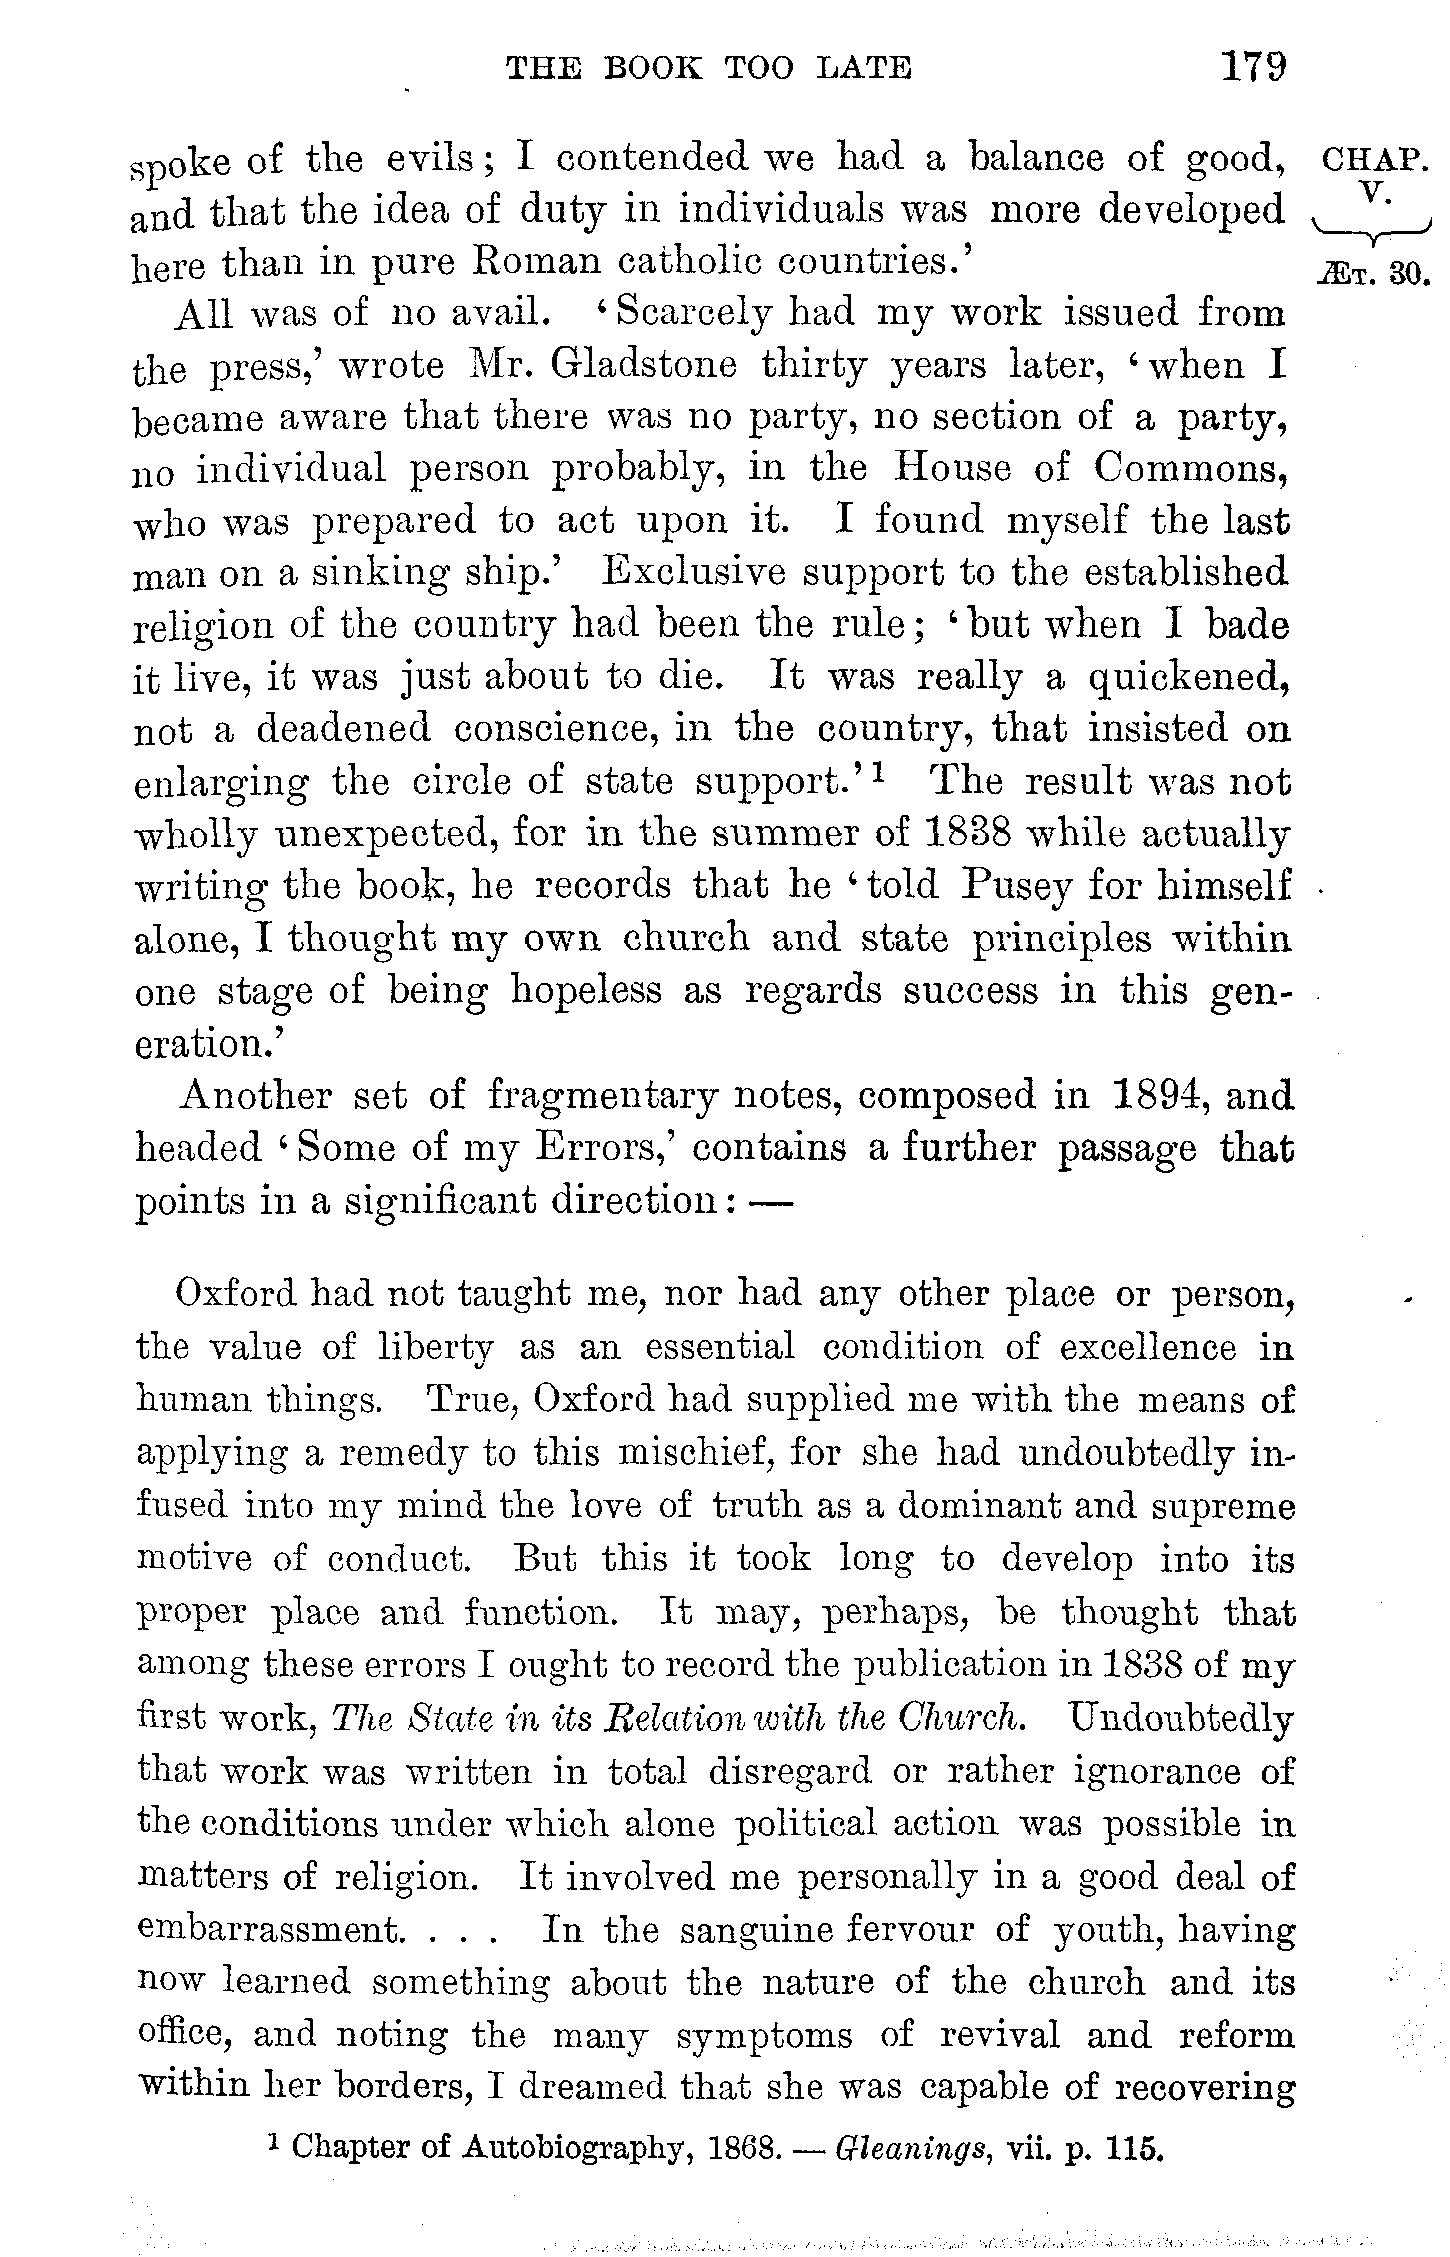 THE BOOK TOO LATE 179
spoke of the evils; I contended we had a balance of good,
and that the idea of duty in individuals was more developed
here than in pure Roman catholic countries.’
CHAP.
V.
ÆT. 30.
All was of no avail. ‘Scarcely had my work issued from
the press,’ wrote Mr. Gladstone thirty years later, ‘when I
became aware that there was no party, no section of a party,
no individual person probably, in the House of Commons,
who was prepared to act upon it. I found myself the last
man on a sinking ship.’ Exclusive support to the established
religion of the country had been the rule; ‘but when I bade
it live, it was just about to die. It was really a quickened,
not a deadened conscience, in the country, that insisted on
enlarging the circle of state support.’¹ The result was not
wholly unexpected, for in the summer of 1838 while actually
writing the book, he records that he ‘told Pusey for himself
alone, I thought my own church and state principles within
one stage of being hopeless as regards success in this gen-
eration.’
Another set of fragmentary notes, composed in 1894, and
headed ‘Some of my Errors,’ contains a further passage that
points in a significant direction: —
Oxford had not taught me, nor had any other place or person,
the value of liberty as an essential condition of excellence in
human things. True, Oxford had supplied me with the means of
applying a remedy to this mischief, for she had undoubtedly in-
fused into my mind the love of truth as a dominant and supreme
motive of conduct. But this it took long to develop into its
proper place and function. It may, perhaps, be thought that
among these errors I ought to record the publication in 1838 of my
first work, The State in its Relation with the Church. Undoubtedly
that work was written in total disregard or rather ignorance of
the conditions under which alone political action was possible in
matters of religion. It involved me personally in a good deal of
embarrassment. . . . In the sanguine fervour of youth, having
now learned something about the nature of the church and its
office, and noting the many symptoms of revival and reform
within her borders, I dreamed that she was capable of recovering
¹ Chapter of Autobiography, 1868. — Gleanings, vii. p. 115.